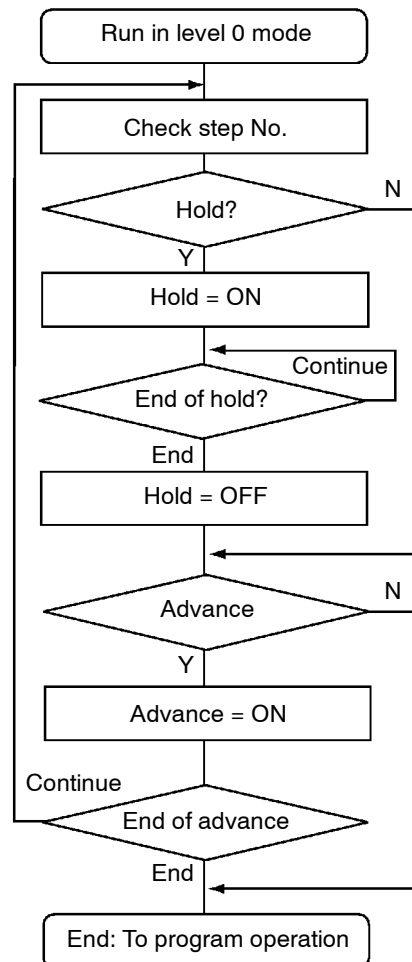 Run in level 0 mode
Check step No.
Hold?
N
Y
Hold = ON
Continue
End of hold?
End
Hold = OFF
Advance
N
Y
Advance = ON
Continue
End of advance
End
End: To program operation